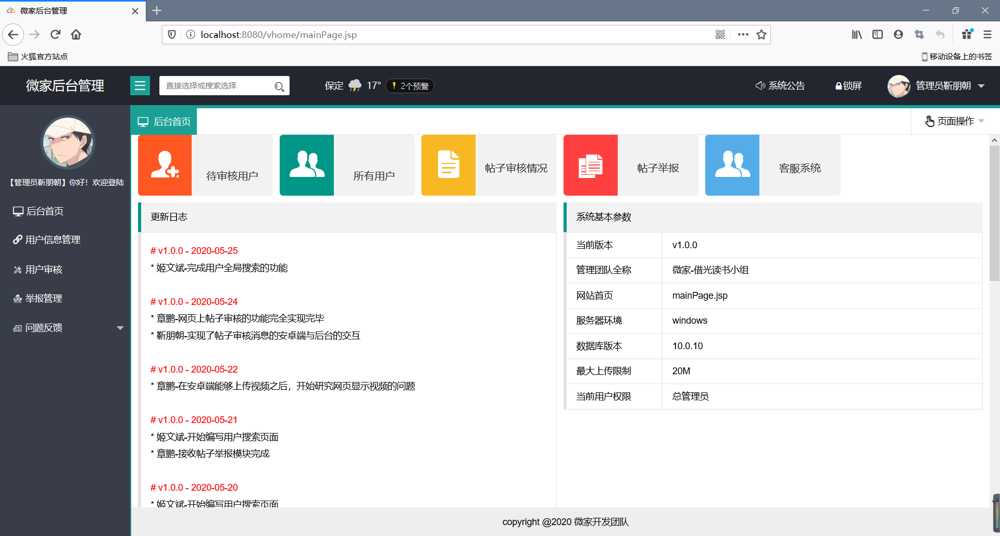 微家后台管理
localhost:8080/vhome/mainPage.jsp
火狐官方站点
移动设备上的书签
微家后台管理
直接选择或搜索选择
保定 17° 2个预警
系统公告
锁屏
管理员靳朋朝
【管理员靳朋朝】你好！欢迎登陆
后台首页
用户信息管理
用户审核
举报管理
问题反馈
后台首页
页面操作
待审核用户
所有用户
帖子审核情况
帖子举报
客服系统
更新日志
# v1.0.0 - 2020-05-25
* 姬文斌-完成用户全局搜索的功能
# v1.0.0 - 2020-05-24
* 章鹏-网页上帖子审核的功能完全实现完毕
* 靳朋朝-实现了帖子审核消息的安卓端与后台的交互
# v1.0.0 - 2020-05-22
* 章鹏-在安卓端能够上传视频之后，开始研究网页显示视频的问题
# v1.0.0 - 2020-05-21
* 姬文斌-开始编写用户搜索页面
* 章鹏-接收帖子举报模块完成
# v1.0.0 - 2020-05-20
* 姬文斌-开始编写用户搜索页面
系统基本参数
当前版本 v1.0.0
管理团队全称 微家-借光读书小组
网站首页 mainPage.jsp
服务器环境 windows
数据库版本 10.0.10
最大上传限制 20M
当前用户权限 总管理员
copyright @2020 微家开发团队